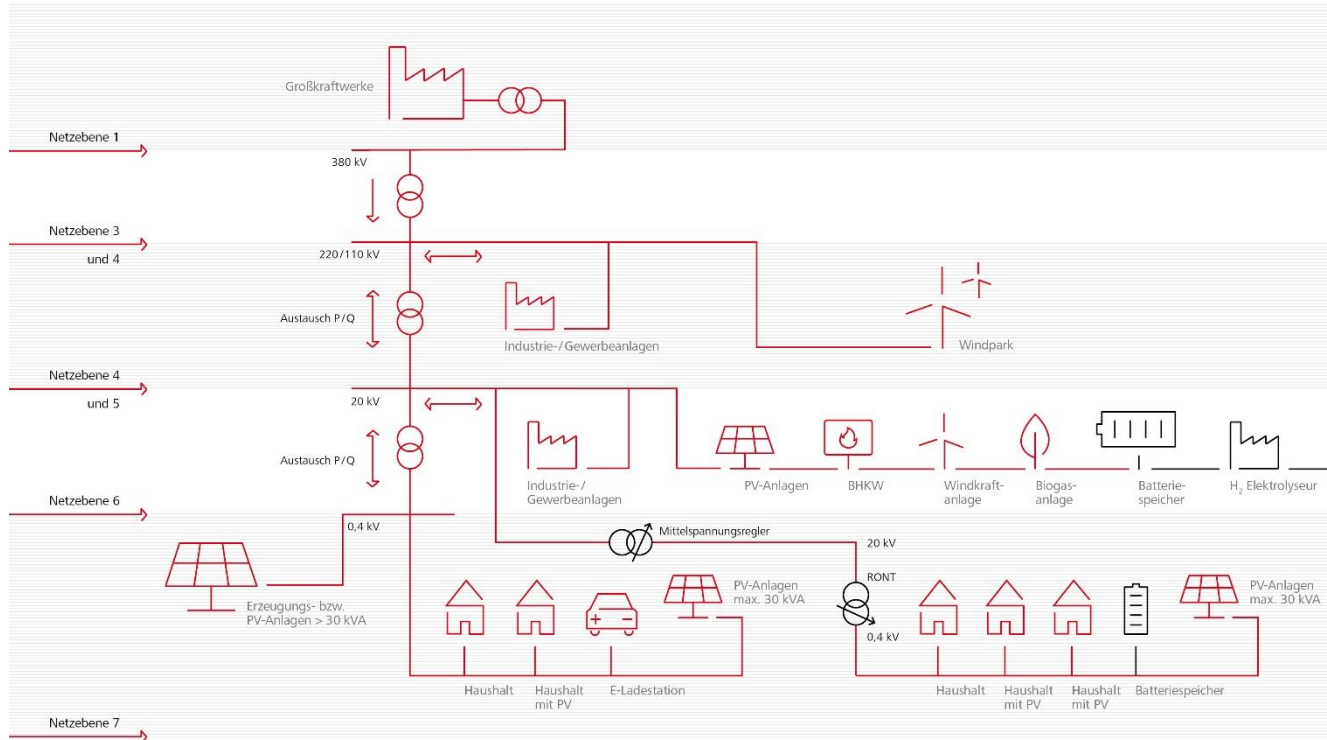 Großkraftwerke
Netzebene 1
380 kV
Netzebene 3
und 4
220/110 kV
Austausch P/Q
Industrie-/Gewerbeanlagen
Windpark
Netzebene 4
und 5
20 kV
Austausch P/Q
Industrie-/
Gewerbeanlagen
PV-Anlagen
BHKW
Windkraft-
anlage
Biogas-
anlage
Batterie-
speicher
H₂ Elektrolyseur
Netzebene 6
0,4 kV
Mittelspannungsregler
20 kV
RONT
0,4 kV
Erzeugungs- bzw.
PV-Anlagen > 30 kVA
PV-Anlagen
max. 30 kVA
PV-Anlagen
max. 30 kVA
Haushalt
Haushalt
mit PV
E-Ladestation
Haushalt
Haushalt
mit PV
Haushalt
mit PV
Batteriespeicher
Netzebene 7